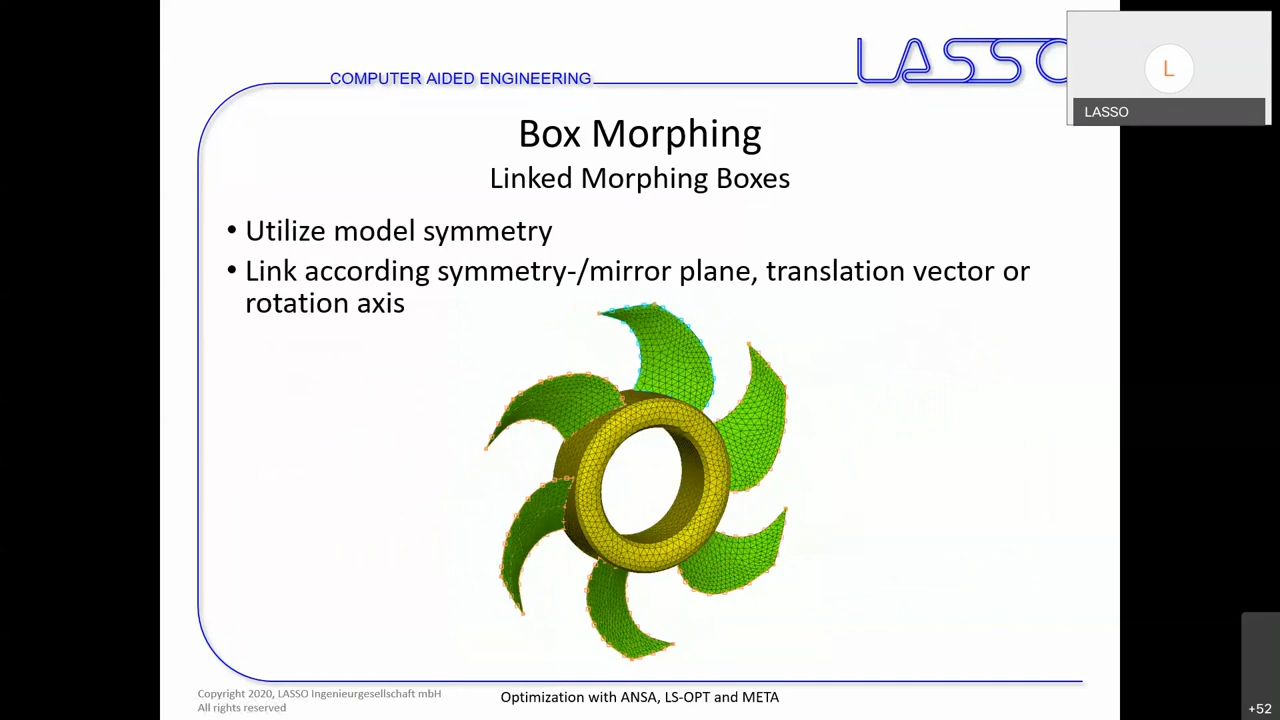 LASSO
L
COMPUTER AIDED ENGINEERING
LASSO
Box Morphing
Linked Morphing Boxes
• Utilize model symmetry
• Link according symmetry-/mirror plane, translation vector or
rotation axis
Copyright 2020, LASSO Ingenieurgesellschaft mbH
All rights reserved
Optimization with ANSA, LS-OPT and META
+52